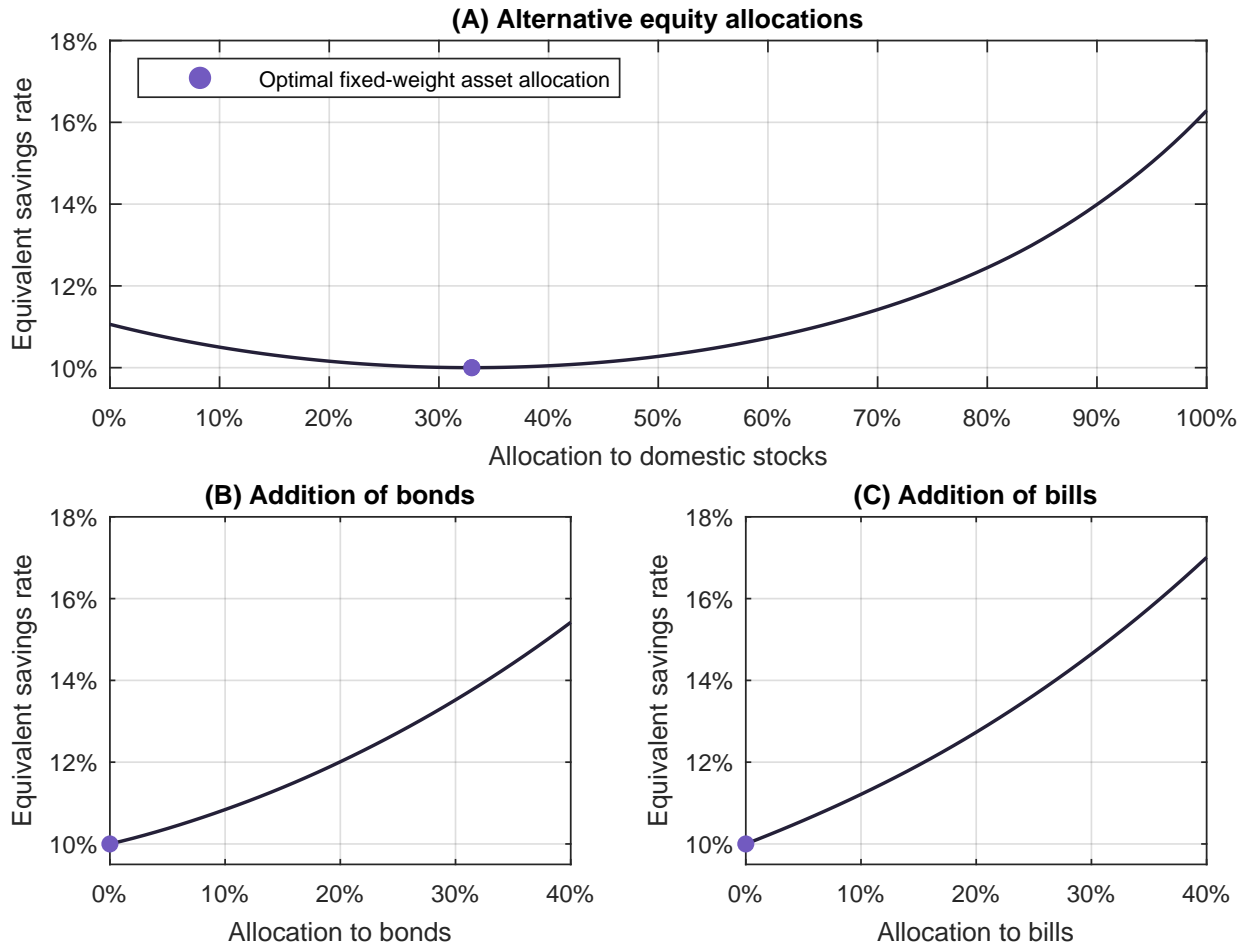 (A) Alternative equity allocations
18%
16%
14%
12%
10%
Equivalent savings rate
Optimal fixed-weight asset allocation
0% 10% 20% 30% 40% 50% 60% 70% 80% 90% 100%
Allocation to domestic stocks
(B) Addition of bonds
18%
16%
14%
12%
10%
Equivalent savings rate
0% 10% 20% 30% 40%
Allocation to bonds
(C) Addition of bills
18%
16%
14%
12%
10%
Equivalent savings rate
0% 10% 20% 30% 40%
Allocation to bills